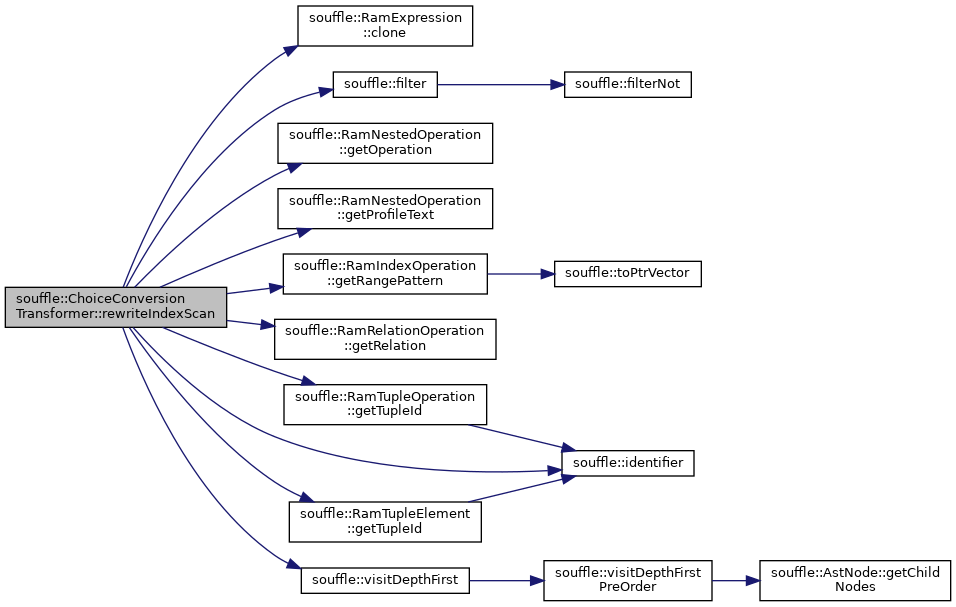 souffle::RamExpression
::clone
souffle::filter
souffle::filterNot
souffle::RamNestedOperation
::getOperation
souffle::RamNestedOperation
::getProfileText
souffle::RamIndexOperation
::getRangePattern
souffle::toPtrVector
souffle::ChoiceConversion
Transformer::rewriteIndexScan
souffle::RamRelationOperation
::getRelation
souffle::RamTupleOperation
::getTupleId
souffle::identifier
souffle::RamTupleElement
::getTupleId
souffle::visitDepthFirst
souffle::visitDepthFirst
PreOrder
souffle::AstNode::getChild
Nodes